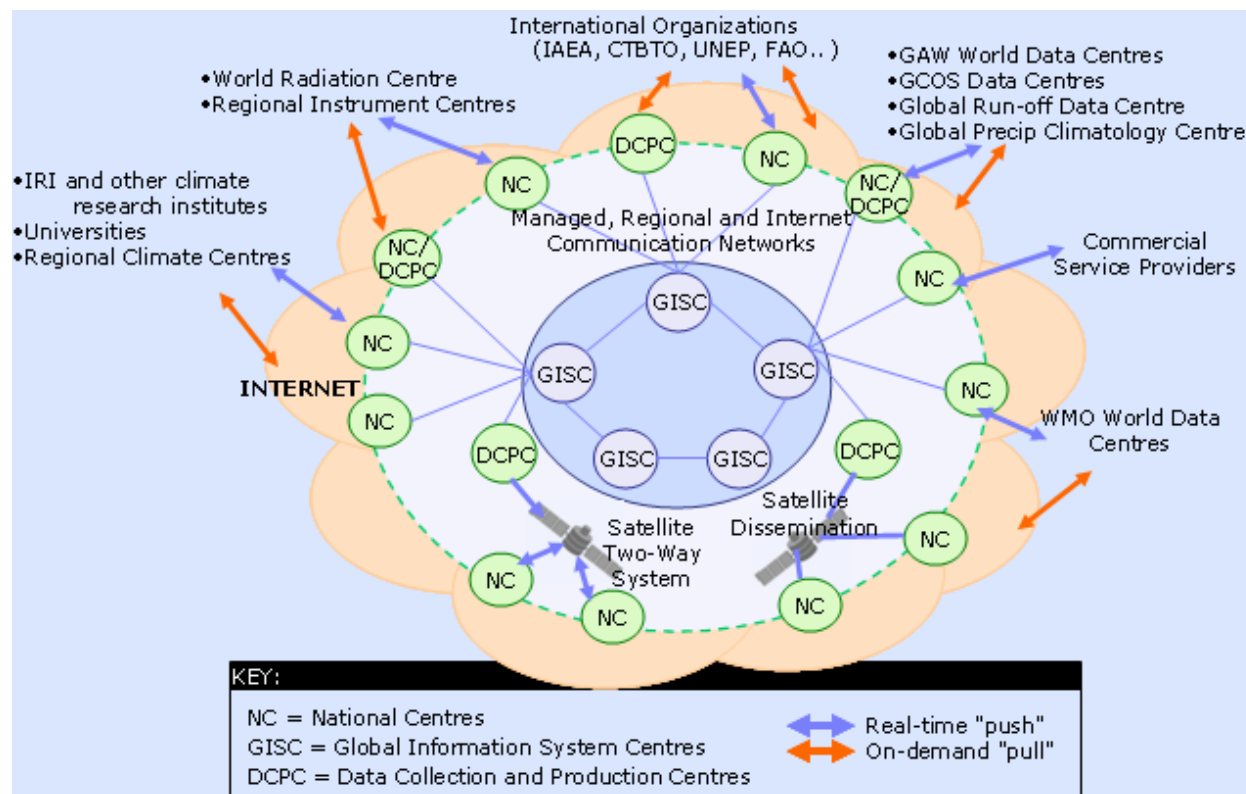 International Organizations
(IAEA, CTBTO, UNEP, FAO.. )
•World Radiation Centre
•Regional Instrument Centres
•GAW World Data Centres
•GCOS Data Centres
•Global Run-off Data Centre
•Global Precip Climatology Centre
•IRI and other climate
research institutes
•Universities
•Regional Climate Centres
DCPC
NC
NC
NC/
DCPC
Managed, Regional and Internet
Communication Networks
NC/
DCPC
NC
Commercial
Service Providers
GISC
NC
INTERNET
GISC
GISC
NC
NC
WMO World Data
Centres
DCPC
GISC
GISC
DCPC
Satellite
Two-Way
System
Satellite
Dissemination
NC
NC
NC
NC
KEY:
NC = National Centres
GISC = Global Information System Centres
DCPC = Data Collection and Production Centres
Real-time "push"
On-demand "pull"